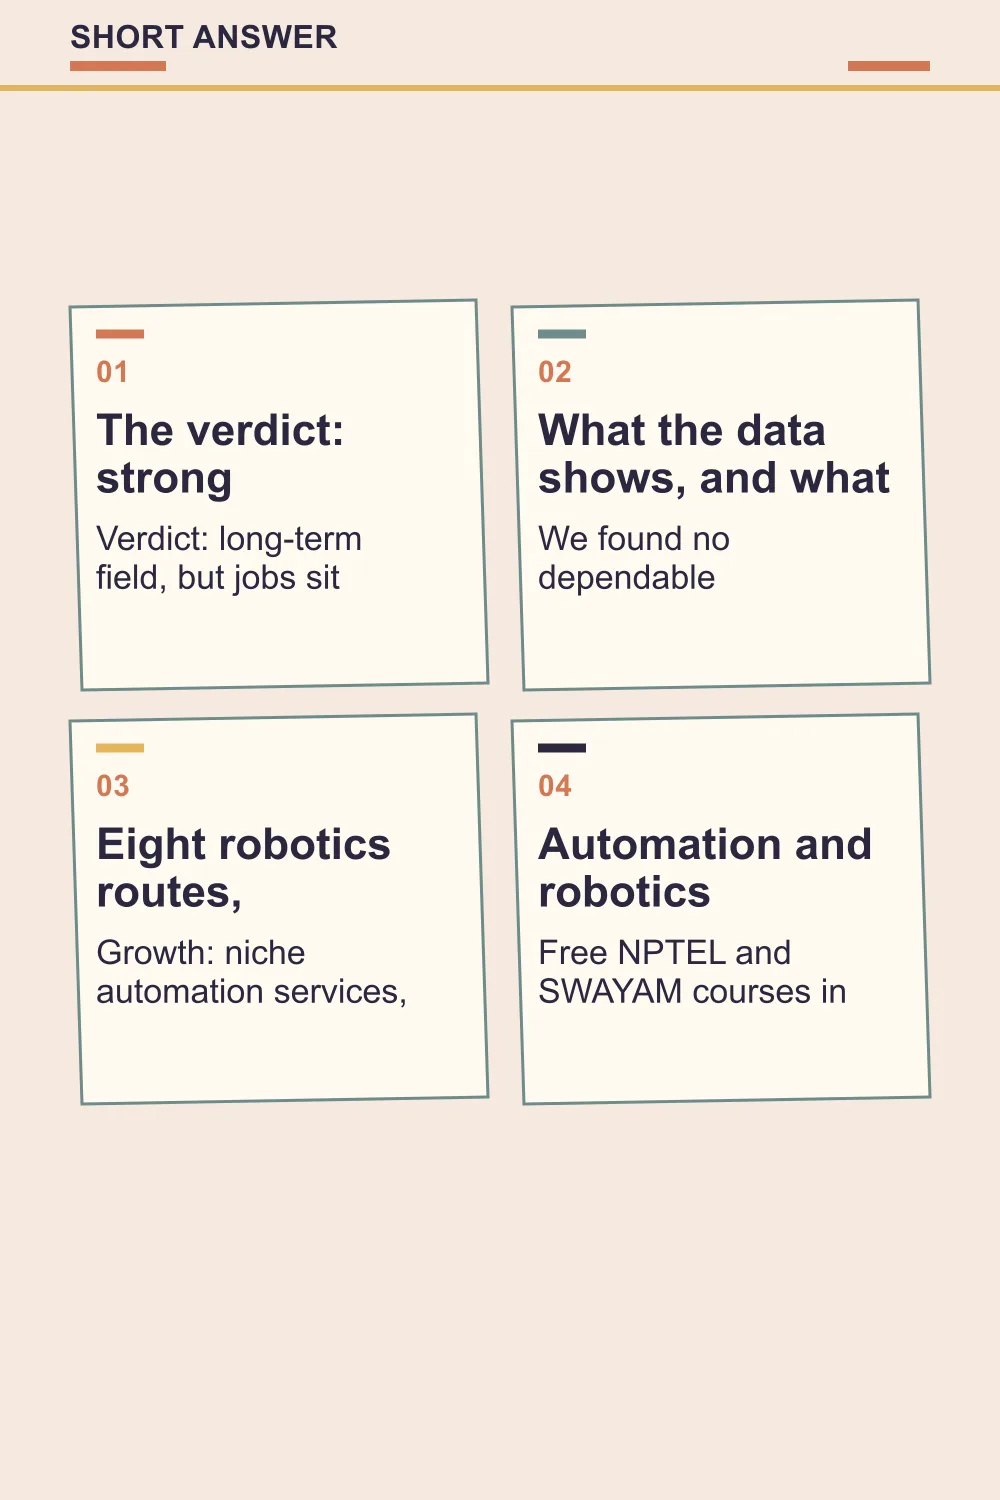 SHORT ANSWER
01
The verdict:
strong
Verdict: long-term
field, but jobs sit
02
What the data
shows, and what
We found no
dependable
03
Eight robotics
routes,
Growth: niche
automation services,
04
Automation and
robotics
Free NPTEL and
SWAYAM courses in